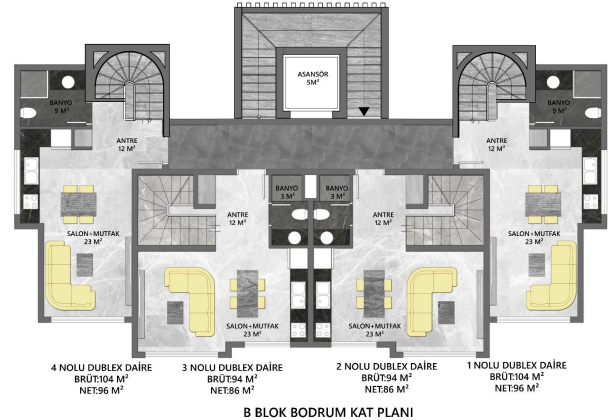 ASANSÖR
5M²
BANYO
9 M²
BANYO
9 M²
ANTRE
12 M²
ANTRE
12 M²
BANYO
3 M²
BANYO
3 M²
ANTRE
12 M²
ANTRE
12 M²
SALON+MUTFAK
23 M²
SALON+MUTFAK
23 M²
SALON+MUTFAK
23 M²
SALON+MUTFAK
23 M²
4 NOLU DUBLEX DAİRE
BRÜT:104 M²
NET:96 M²
3 NOLU DUBLEX DAİRE
BRÜT:94 M²
NET:86 M²
2 NOLU DUBLEX DAİRE
BRÜT:94 M²
NET:86 M²
1 NOLU DUBLEX DAİRE
BRÜT:104 M²
NET:96 M²
B BLOK BODRUM KAT PLANI